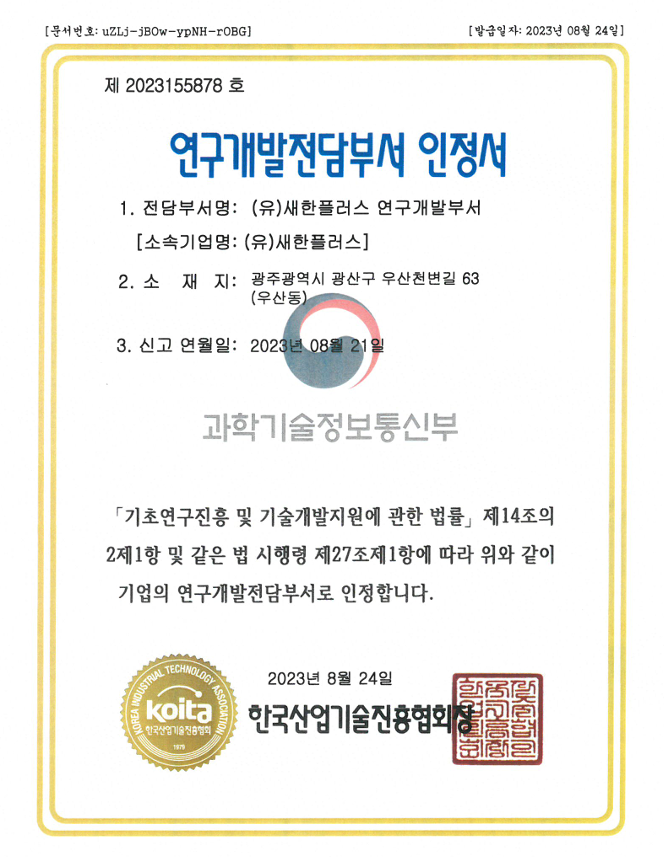 [문서번호: uZLj-jBOw-ypNH-rOBG]
[발급일자: 2023년 08월 24일]
제 2023155878 호
연구개발전담부서 인정서
1. 전담부서명: (유)새한플러스 연구개발부서
[소속기업명: (유)새한플러스]
2. 소 재 지: 광주광역시 광산구 우산천변길 63
(우산동)
3. 신고 연월일: 2023년 08월 21일
과학기술정보통신부
「기초연구진흥 및 기술개발지원에 관한 법률」 제14조의
2제1항 및 같은 법 시행령 제27조제1항에 따라 위와 같이
기업의 연구개발전담부서로 인정합니다.
2023년 8월 24일
한국산업기술진흥협회장
KOREA INDUSTRIAL TECHNOLOGY ASSOCIATION
koita
한국산업기술진흥협회
1979